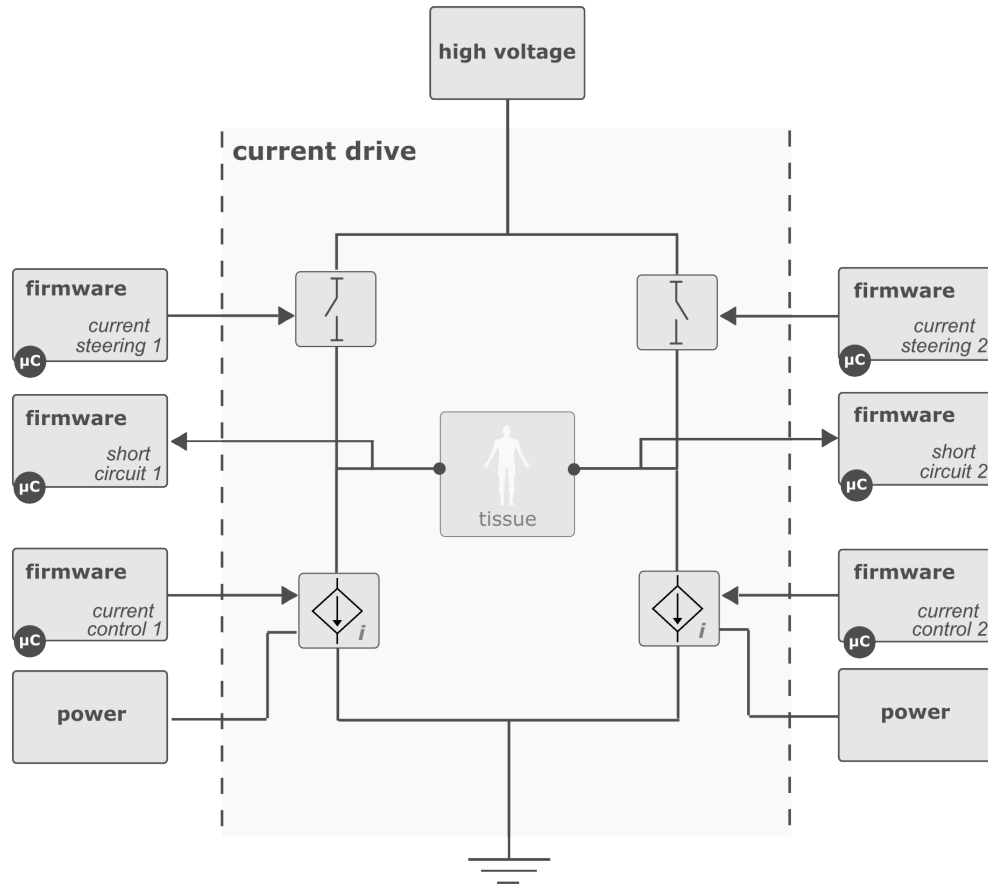 high voltage
current drive
firmware
current
steering 1
µC
firmware
current
steering 2
µC
firmware
short
circuit 1
µC
tissue
firmware
short
circuit 2
µC
firmware
current
control 1
µC
i
i
firmware
current
control 2
µC
power
power